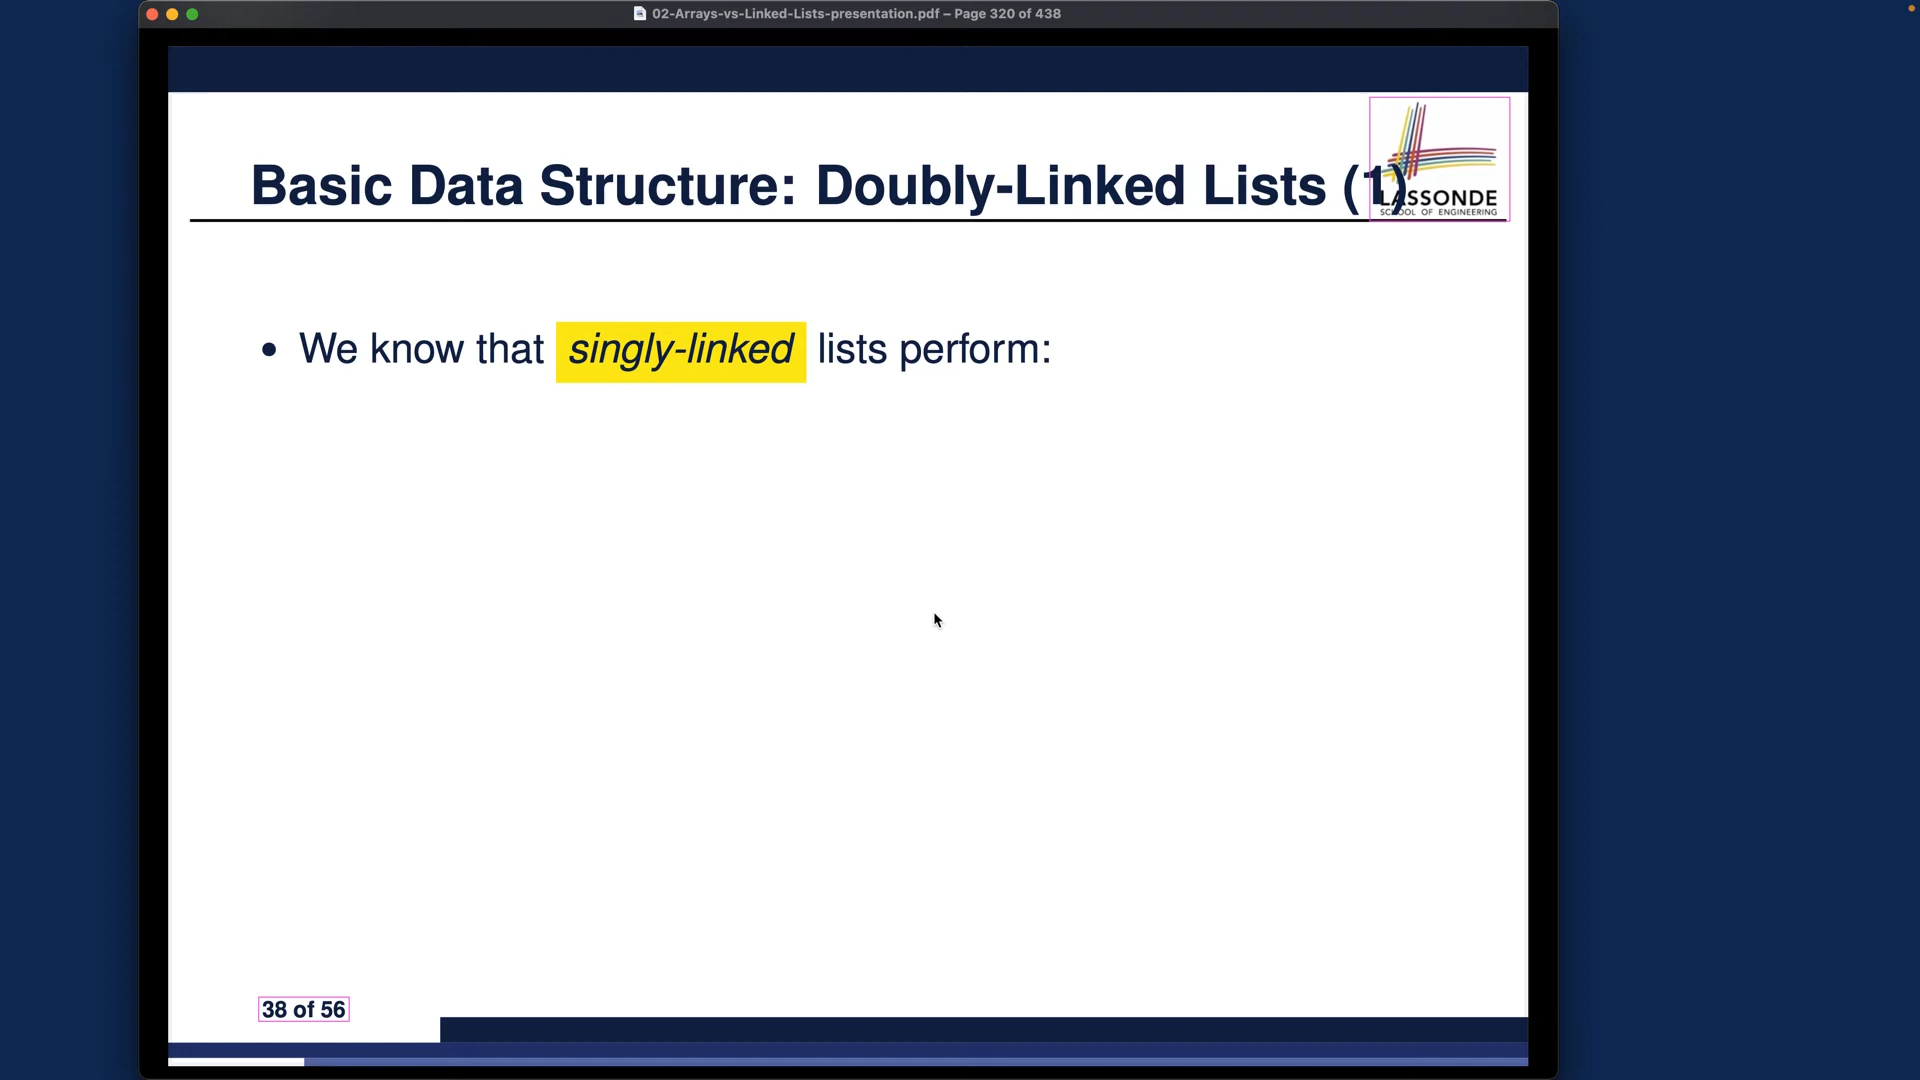 02-Arrays-vs-Linked-Lists-presentation.pdf – Page 320 of 438
Basic Data Structure: Doubly-Linked Lists (1)
LASSONDE
SCHOOL OF ENGINEERING
• We know that singly-linked lists perform:
38 of 56